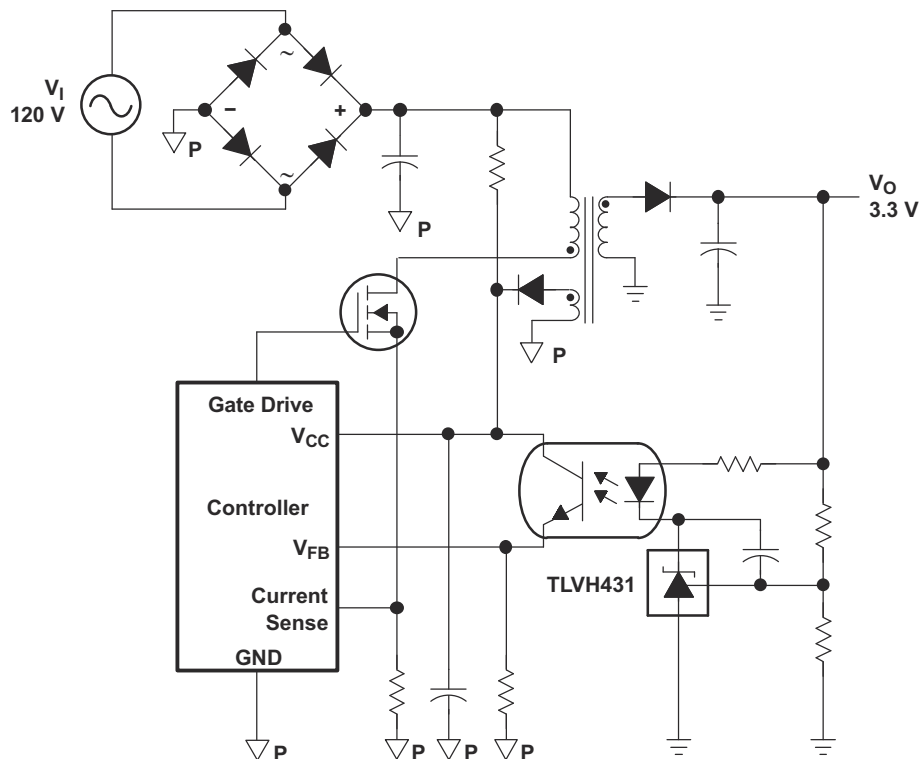 ~
V_I
120 V
−
+
P
~
P
V_O
3.3 V
P
Gate Drive
V_CC
Controller
V_FB
TLVH431
Current
Sense
GND
P
P
P
P